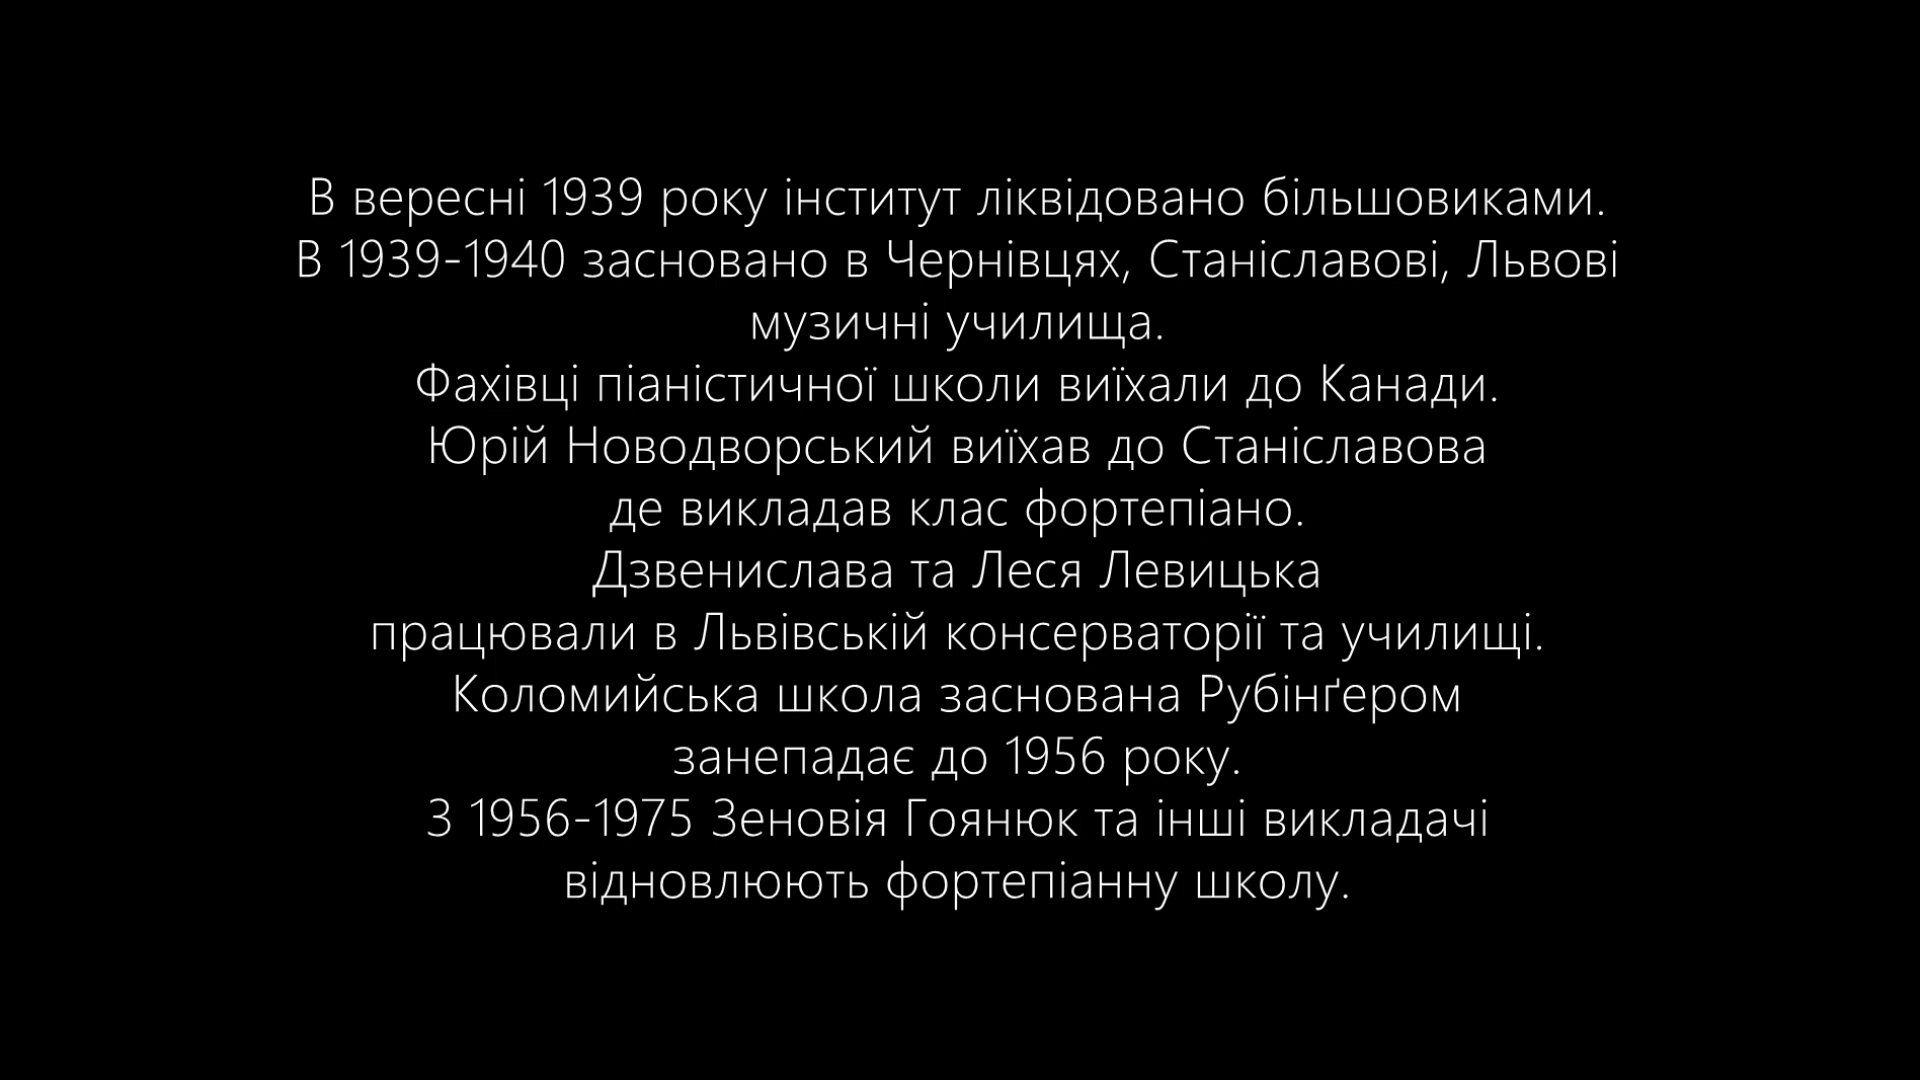 В вересні 1939 року інститут ліквідовано більшовиками.
В 1939-1940 засновано в Чернівцях, Станіславові, Львові
музичні училища.
Фахівці піаністичної школи виїхали до Канади.
Юрій Новодворський виїхав до Станіславова
де викладав клас фортепіано.
Дзвенислава та Леся Левицька
працювали в Львівській консерваторії та училищі.
Коломийська школа заснована Рубінґером
занепадає до 1956 року.
З 1956-1975 Зеновія Гоянюк та інші викладачі
відновлюють фортепіанну школу.